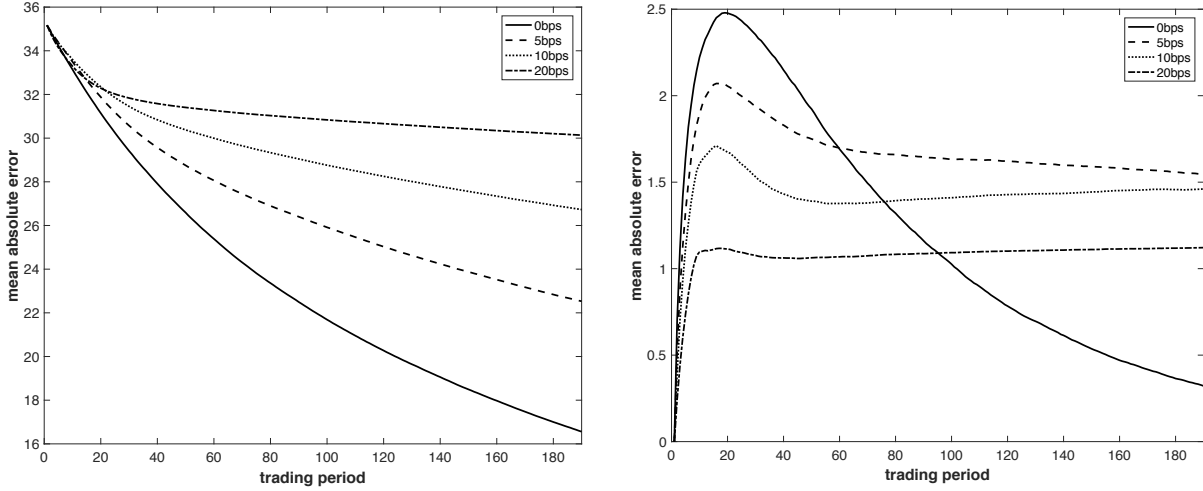 36
34
32
30
28
26
24
22
20
18
16
mean absolute error
0 20 40 60 80 100 120 140 160 180
trading period
0bps
5bps
10bps
20bps
2.5
2
1.5
1
0.5
0
mean absolute error
0 20 40 60 80 100 120 140 160 180
trading period
0bps
5bps
10bps
20bps